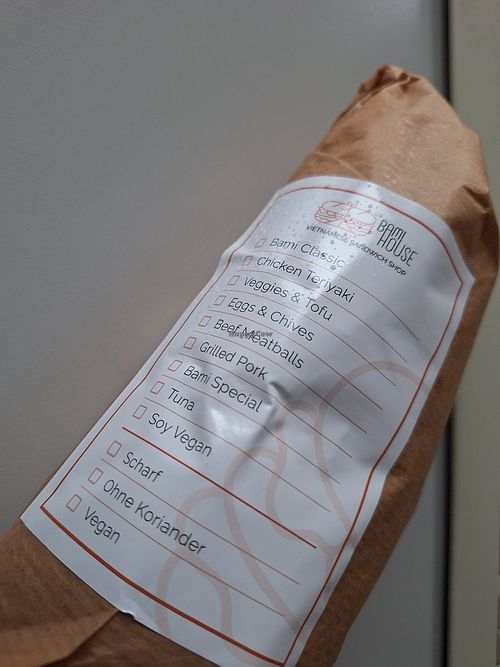 BAMI
HOUSE
VIETNAMESE SANDWICH SHOP
Bami Classic
Chicken Teriyaki
Veggies & Tofu
Eggs & Chives
Beef Meatballs
Grilled Pork
Bami Special
Tuna
Soy Vegan
Scharf
Ohne Koriander
Vegan